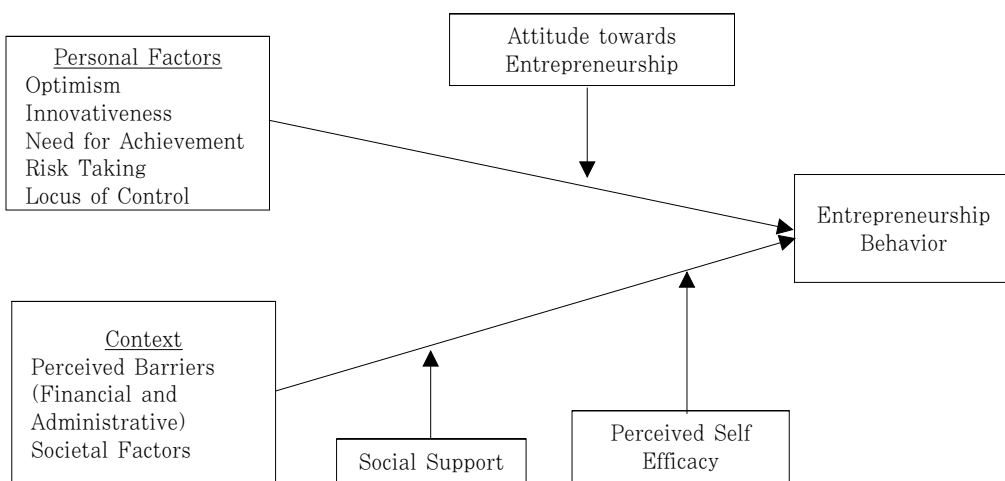 Personal Factors
Optimism
Innovativeness
Need for Achievement
Risk Taking
Locus of Control
Attitude towards
Entrepreneurship
Entrepreneurship
Behavior
Context
Perceived Barriers
(Financial and
Administrative)
Societal Factors
Social Support
Perceived Self
Efficacy